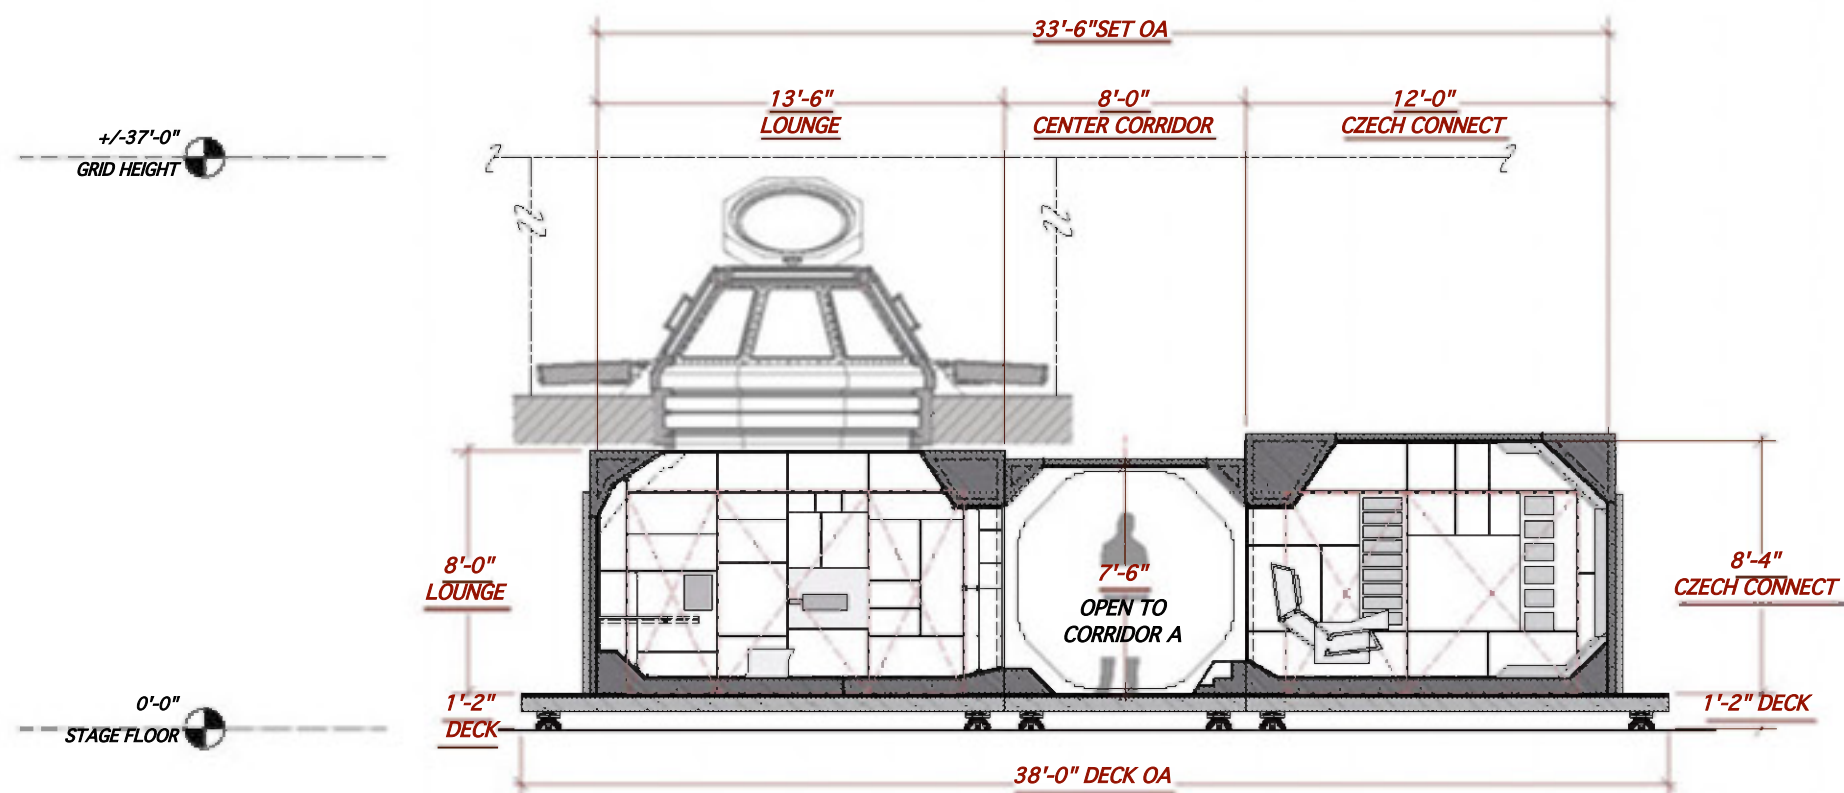 33'-6"SET OA
13'-6"
LOUNGE
8'-0"
CENTER CORRIDOR
12'-0"
CZECH CONNECT
+/-37'-0"
GRID HEIGHT
8'-0"
LOUNGE
7'-6"
OPEN TO
CORRIDOR A
8'-4"
CZECH CONNECT
0'-0"
STAGE FLOOR
1'-2"
DECK
1'-2" DECK
38'-0" DECK OA